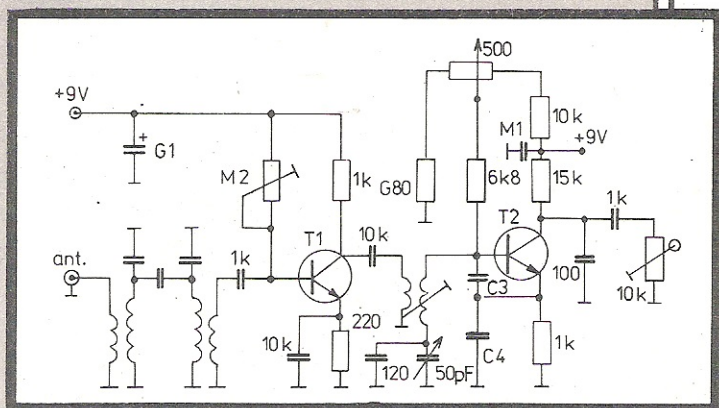 500
+9V
+ G1
M2
1k
G80
6k8
M1
10k
+9V
15k
T2
1k
ant.
1k
T1
10k
C3
100
10k
10k
220
120
50pF
C4
1k